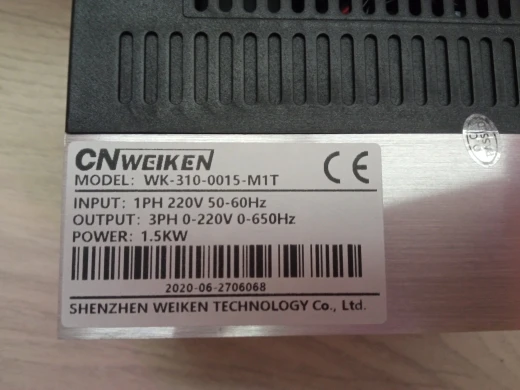 CNWEIKEN
MODEL: WK-310-0015-M1T
INPUT: 1PH 220V 50-60Hz
OUTPUT: 3PH 0-220V 0-650Hz
POWER: 1.5KW
2020-06-2706068
SHENZHEN WEIKEN TECHNOLOGY Co., Ltd.
CE